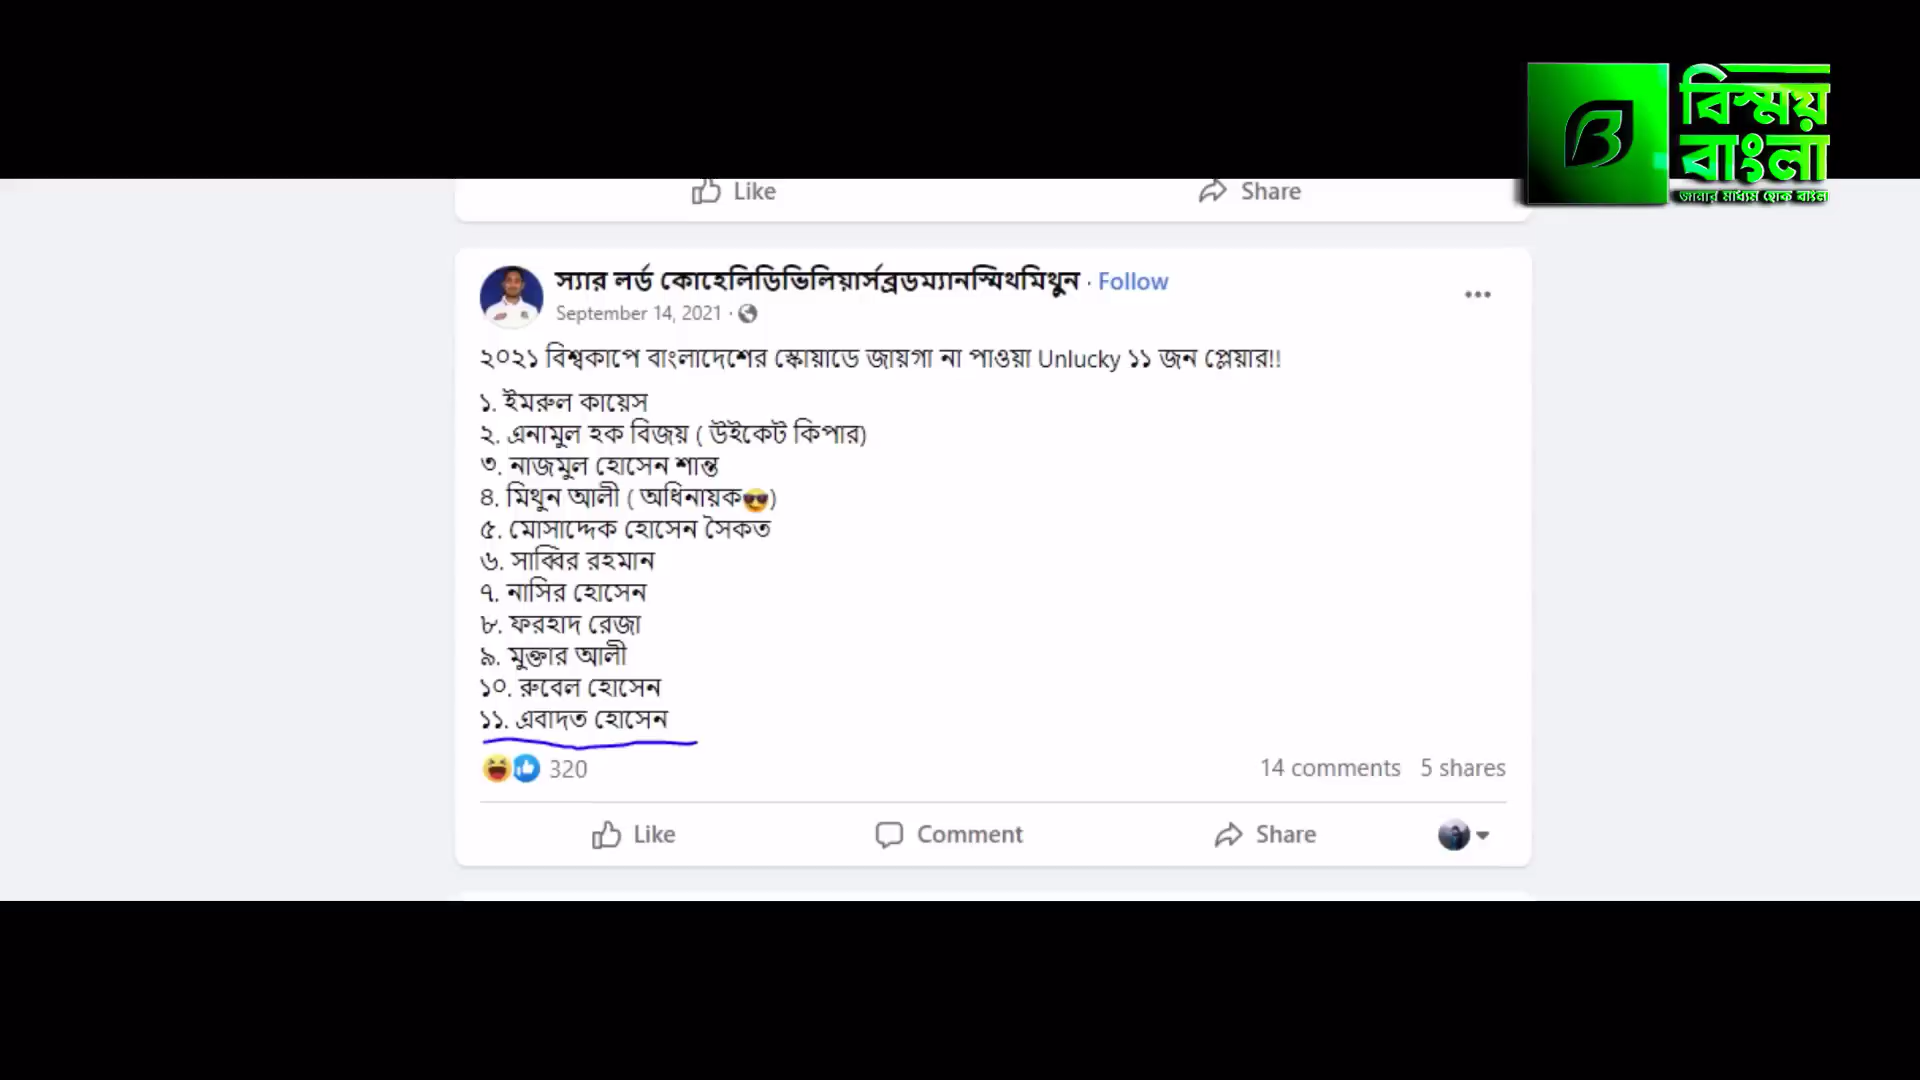 বিস্ময়
বাংলা
জানার মাধ্যম হোক বাংলা
Like
Share
স্যার লর্ড কোহেলিডিভিলিয়ার্সব্রডম্যানস্মিথমিথুন · Follow
September 14, 2021 ·
২০২১ বিশ্বকাপে বাংলাদেশের স্কোয়াডে জায়গা না পাওয়া Unlucky ১১ জন প্লেয়ার!!
১. ইমরুল কায়েস
২. এনামুল হক বিজয় ( উইকেট কিপার)
৩. নাজমুল হোসেন শান্ত
৪. মিথুন আলী ( অধিনায়ক😎)
৫. মোসাদ্দেক হোসেন সৈকত
৬. সাব্বির রহমান
৭. নাসির হোসেন
৮. ফরহাদ রেজা
৯. মুক্তার আলী
১০. রুবেল হোসেন
১১. এবাদত হোসেন
320
14 comments 5 shares
Like
Comment
Share